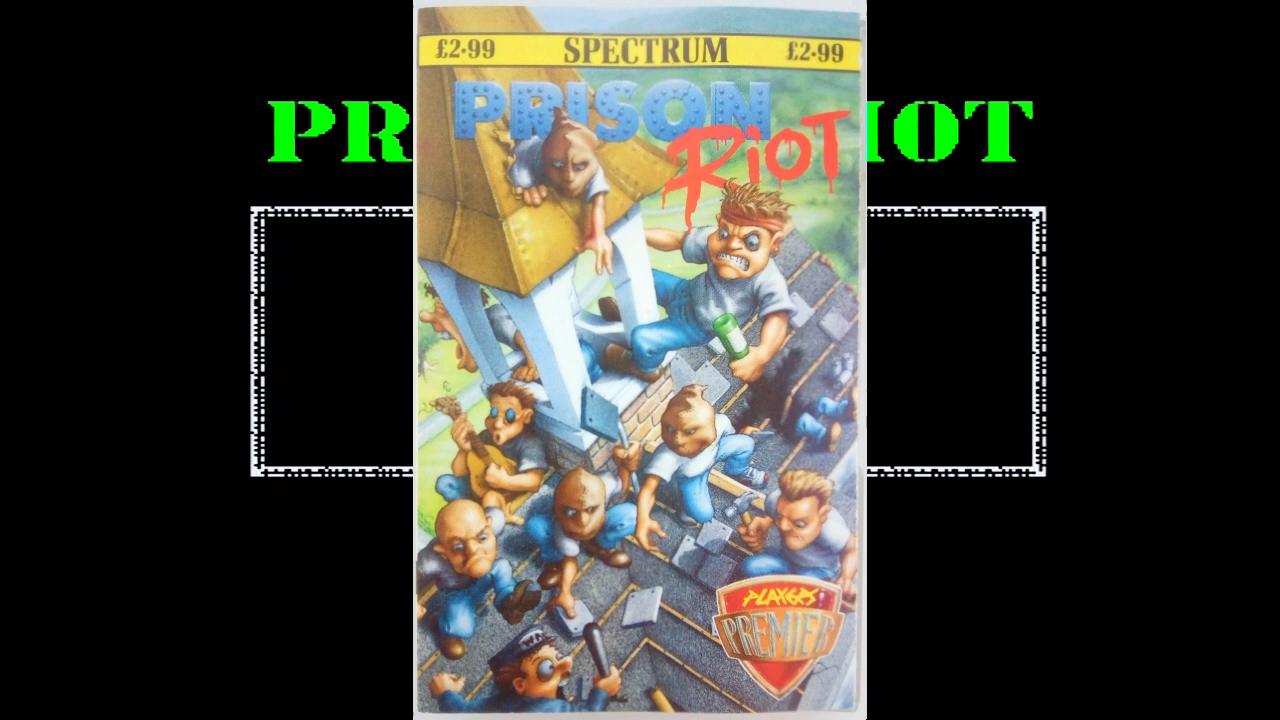 £2·99 SPECTRUM £2·99
PRISON
RiOT
PR IOT
PLAYERS
PREMIER